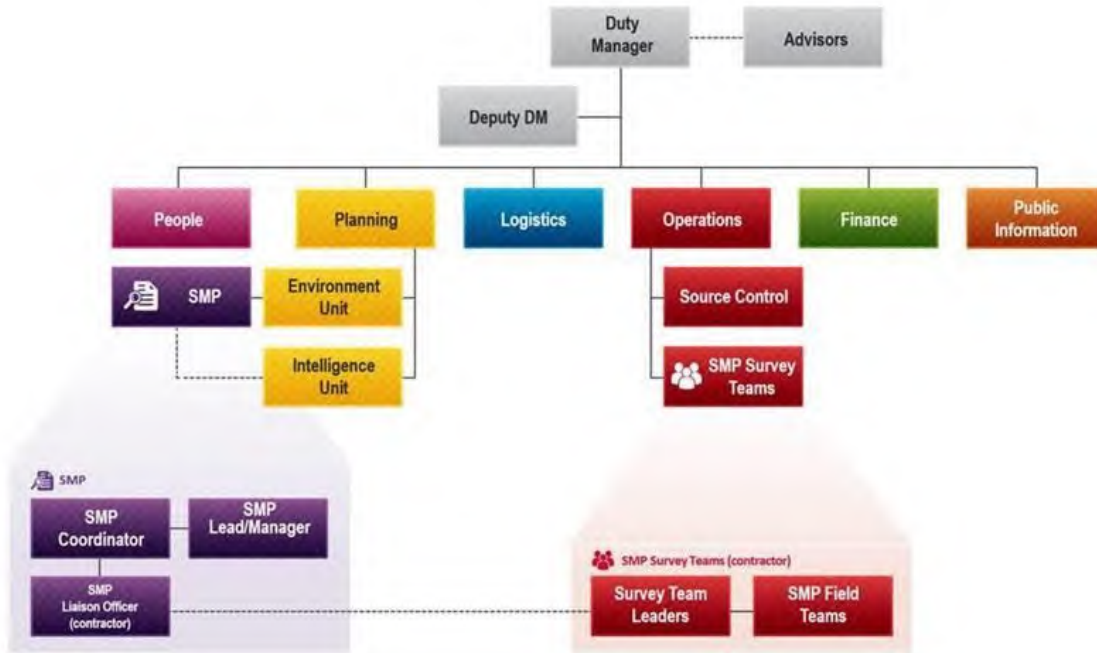 Duty
Manager
Advisors
Deputy DM
People
Planning
Logistics
Operations
Finance
Public
Information
SMP
Environment
Unit
Source Control
Intelligence
Unit
SMP Survey
Teams
SMP
SMP
Coordinator
SMP
Lead/Manager
SMP
Liaison Officer
(contractor)
SMP Survey Teams (contractor)
Survey Team
Leaders
SMP Field
Teams